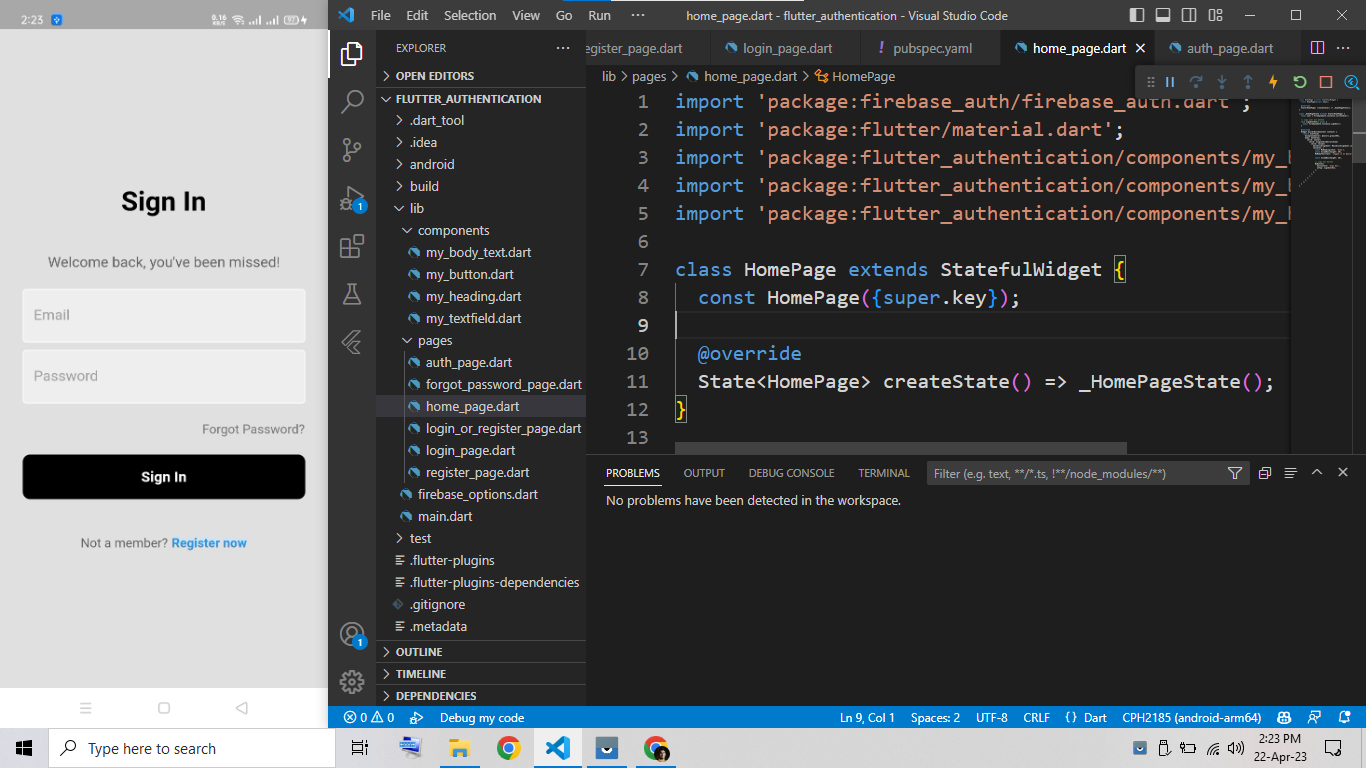 2:23
0.16
KB/S
97
Sign In
Welcome back, you've been missed!
Email
Password
Forgot Password?
Sign In
Not a member? Register now
File Edit Selection View Go Run ···
home_page.dart - flutter_authentication - Visual Studio Code
EXPLORER ···
OPEN EDITORS
FLUTTER_AUTHENTICATION
.dart_tool
.idea
android
build
lib
components
my_body_text.dart
my_button.dart
my_heading.dart
my_textfield.dart
pages
auth_page.dart
forgot_password_page.dart
home_page.dart
login_or_register_page.dart
login_page.dart
register_page.dart
firebase_options.dart
main.dart
test
.flutter-plugins
.flutter-plugins-dependencies
.gitignore
.metadata
OUTLINE
TIMELINE
DEPENDENCIES
1
1
egister_page.dart login_page.dart ! pubspec.yaml home_page.dart auth_page.dart ···
lib > pages > home_page.dart > HomePage
1 import 'package:firebase_auth/firebase_auth.dart';
2 import 'package:flutter/material.dart';
3 import 'package:flutter_authentication/components/my_b
4 import 'package:flutter_authentication/components/my_
5 import 'package:flutter_authentication/components/my_h
6
7 class HomePage extends StatefulWidget {
8 const HomePage({super.key});
9
10 @override
11 State<HomePage> createState() => _HomePageState();
12 }
13
PROBLEMS OUTPUT DEBUG CONSOLE TERMINAL Filter (e.g. text, **/*.ts, !**/node_modules/**)
No problems have been detected in the workspace.
0 0 Debug my code Ln 9, Col 1 Spaces: 2 UTF-8 CRLF {} Dart CPH2185 (android-arm64)
Type here to search
2:23 PM
22-Apr-23